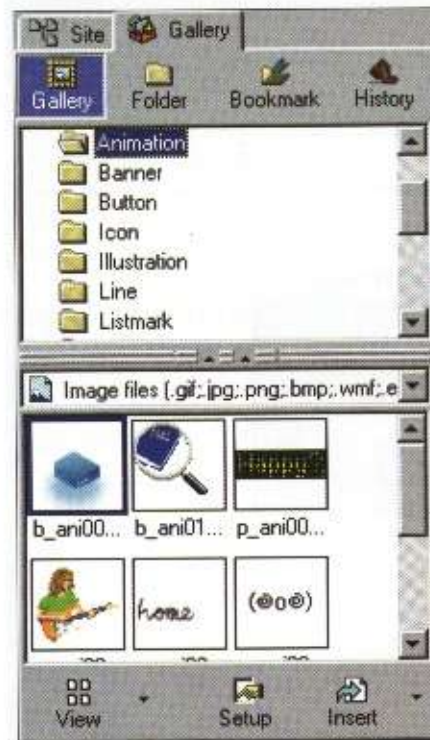 Site Gallery
Gallery Folder Bookmark History
Animation
Banner
Button
Icon
Illustration
Line
Listmark
Image files (.gif;.jpg;.png;.bmp;.wmf;.e
b_ani00... b_ani01... p_ani00...
home (@o@)
View Setup Insert